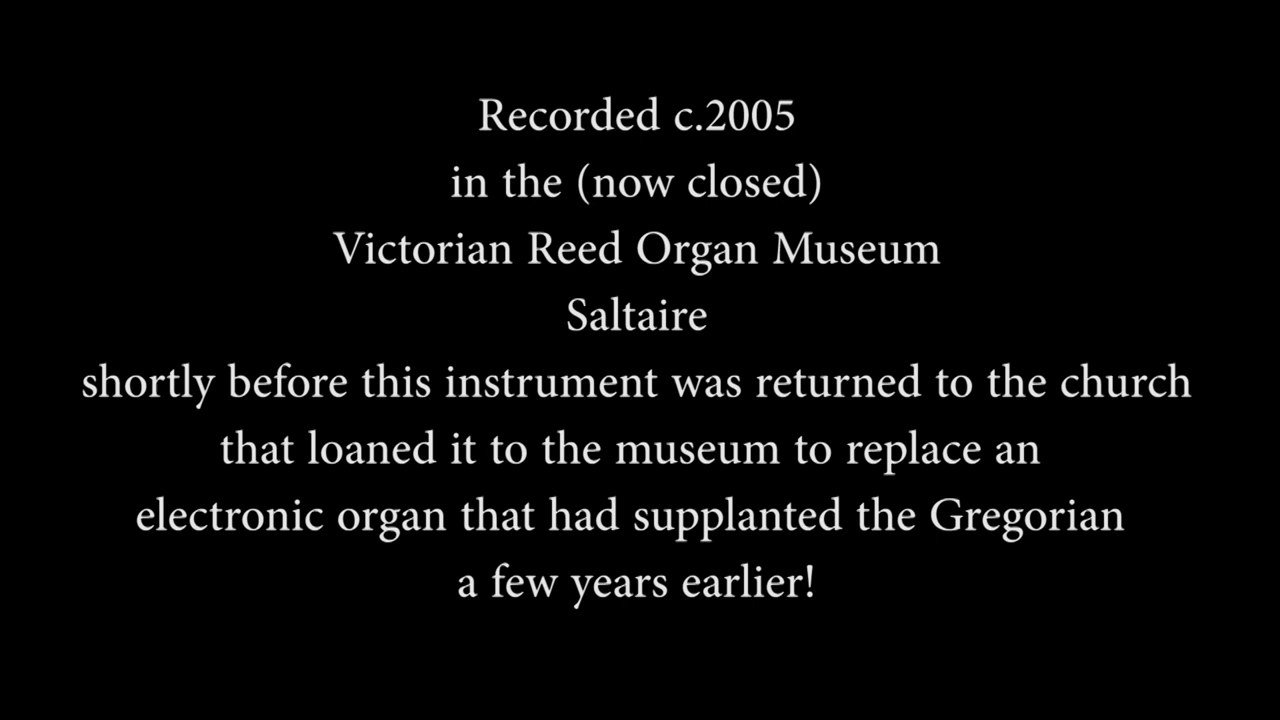 Recorded c.2005
in the (now closed)
Victorian Reed Organ Museum
Saltaire
shortly before this instrument was returned to the church
that loaned it to the museum to replace an
electronic organ that had supplanted the Gregorian
a few years earlier!